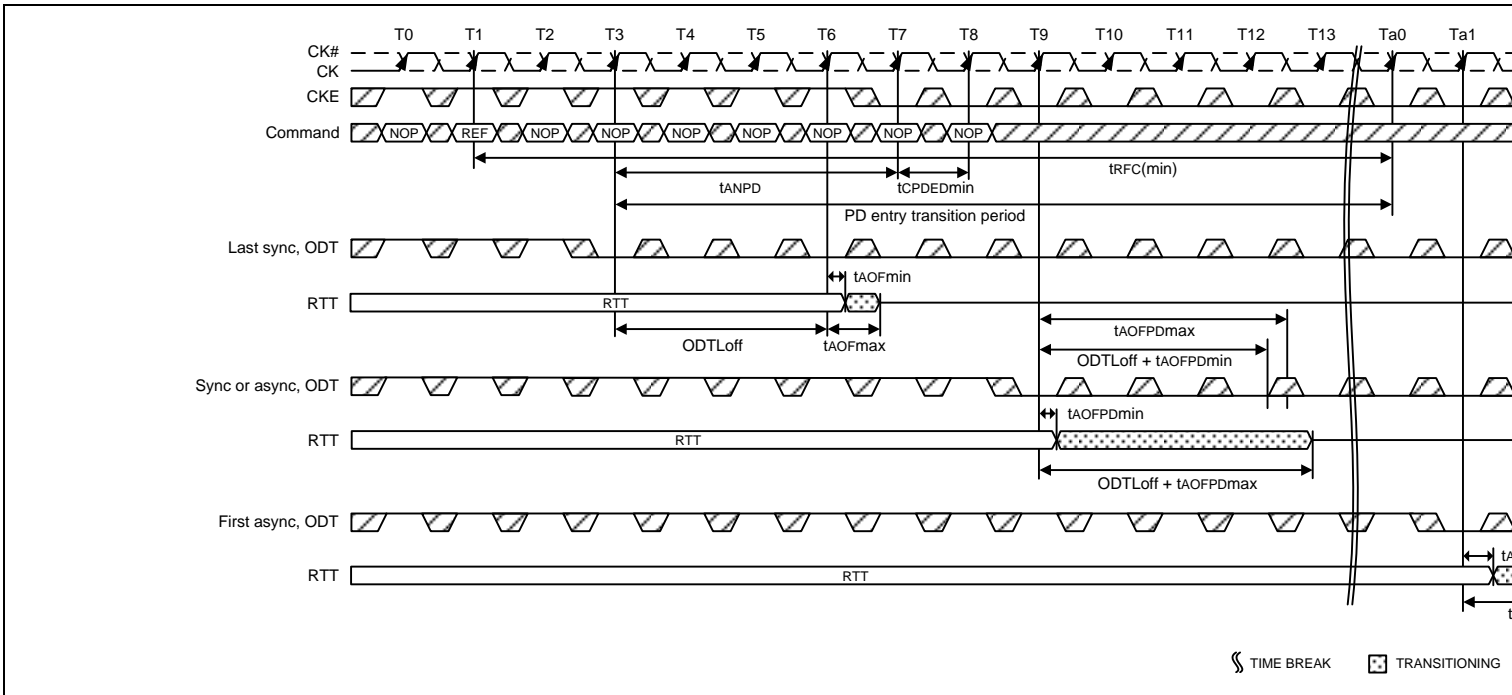 T0 T1 T2 T3 T4 T5 T6 T7 T8 T9 T10 T11 T12 T13 Ta0 Ta1
CK#
CK
CKE
Command NOP REF NOP NOP NOP NOP NOP NOP NOP
tRFC(min)
tANPD tCPDEDmin
PD entry transition period
Last sync, ODT
tAOFmin
RTT RTT
tAOFPDmax
ODTLoff tAOFmax
ODTLoff + tAOFPDmin
Sync or async, ODT
tAOFPDmin
RTT RTT
ODTLoff + tAOFPDmax
First async, ODT
RTT RTT
TIME BREAK TRANSITIONING